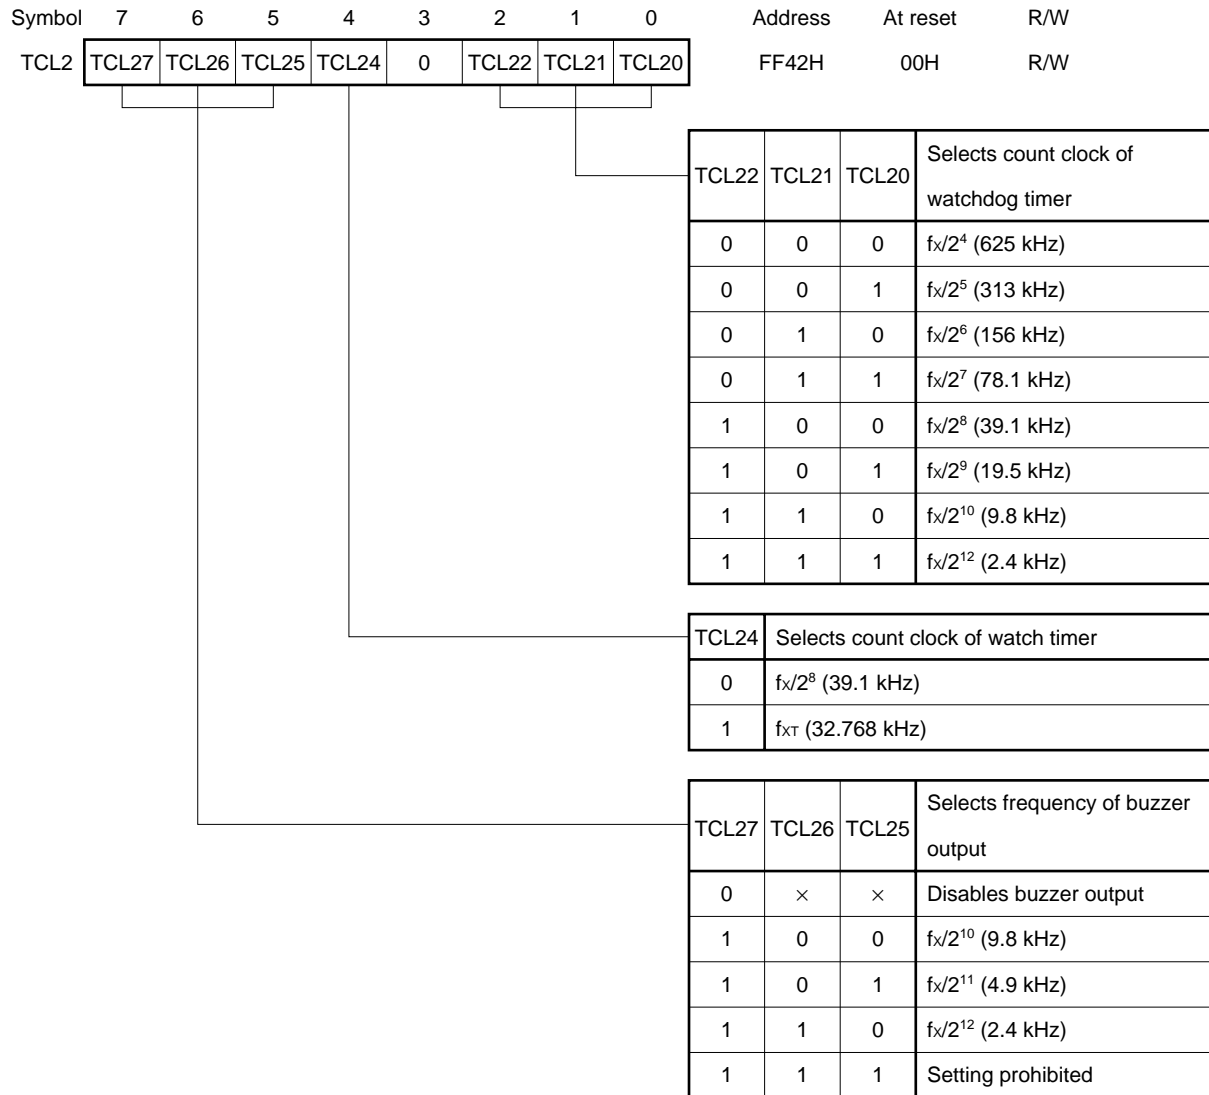 Symbol 7 6 5 4 3 2 1 0 Address At reset R/W
TCL2 TCL27 TCL26 TCL25 TCL24 0 TCL22 TCL21 TCL20 FF42H 00H R/W
TCL22 TCL21 TCL20 Selects count clock of
watchdog timer
0 0 0 fX/2⁴ (625 kHz)
0 0 1 fX/2⁵ (313 kHz)
0 1 0 fX/2⁶ (156 kHz)
0 1 1 fX/2⁷ (78.1 kHz)
1 0 0 fX/2⁸ (39.1 kHz)
1 0 1 fX/2⁹ (19.5 kHz)
1 1 0 fX/2¹⁰ (9.8 kHz)
1 1 1 fX/2¹² (2.4 kHz)
TCL24 Selects count clock of watch timer
0 fX/2⁸ (39.1 kHz)
1 fXT (32.768 kHz)
TCL27 TCL26 TCL25 Selects frequency of buzzer
output
0 × × Disables buzzer output
1 0 0 fX/2¹⁰ (9.8 kHz)
1 0 1 fX/2¹¹ (4.9 kHz)
1 1 0 fX/2¹² (2.4 kHz)
1 1 1 Setting prohibited